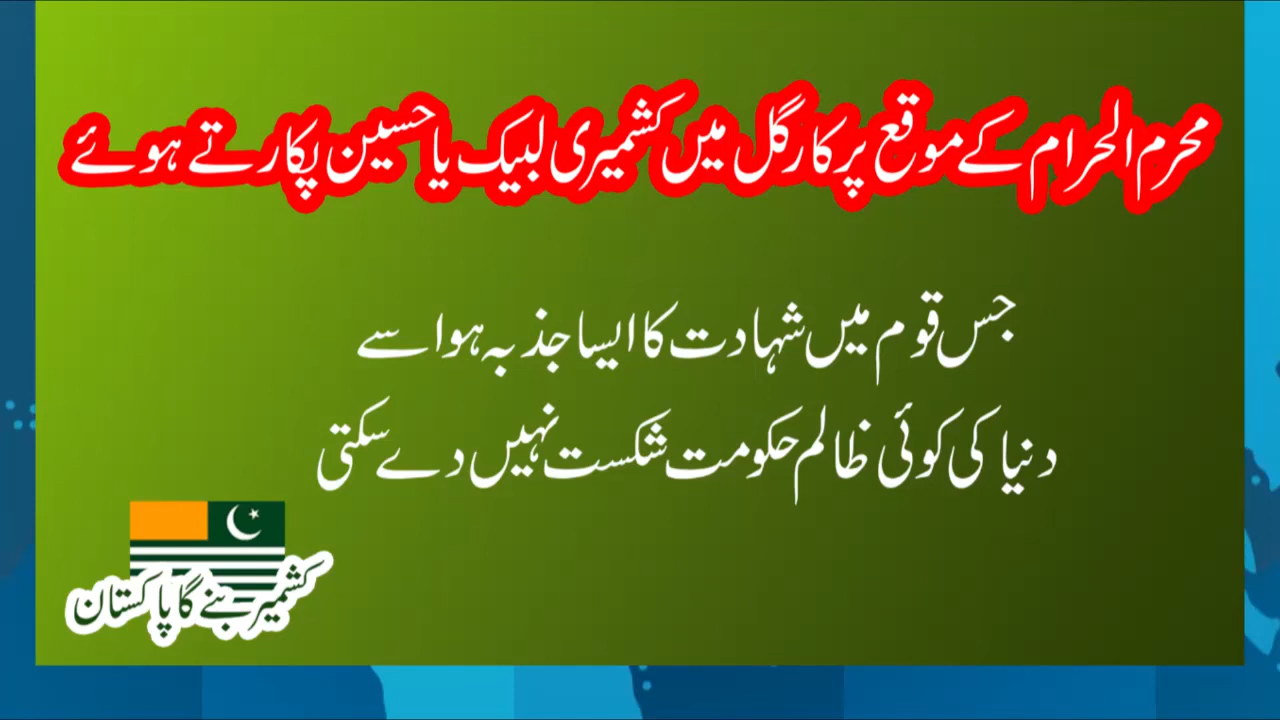 محرم الحرام کے موقع پر کارگل میں کشمیری لبیک یا حسین پکارتے ہوئے
جس قوم میں شہادت کا ایسا جذبہ ہو اسے
دنیا کی کوئی ظالم حکومت شکست نہیں دے سکتی
کشمیر بنے گا پاکستان